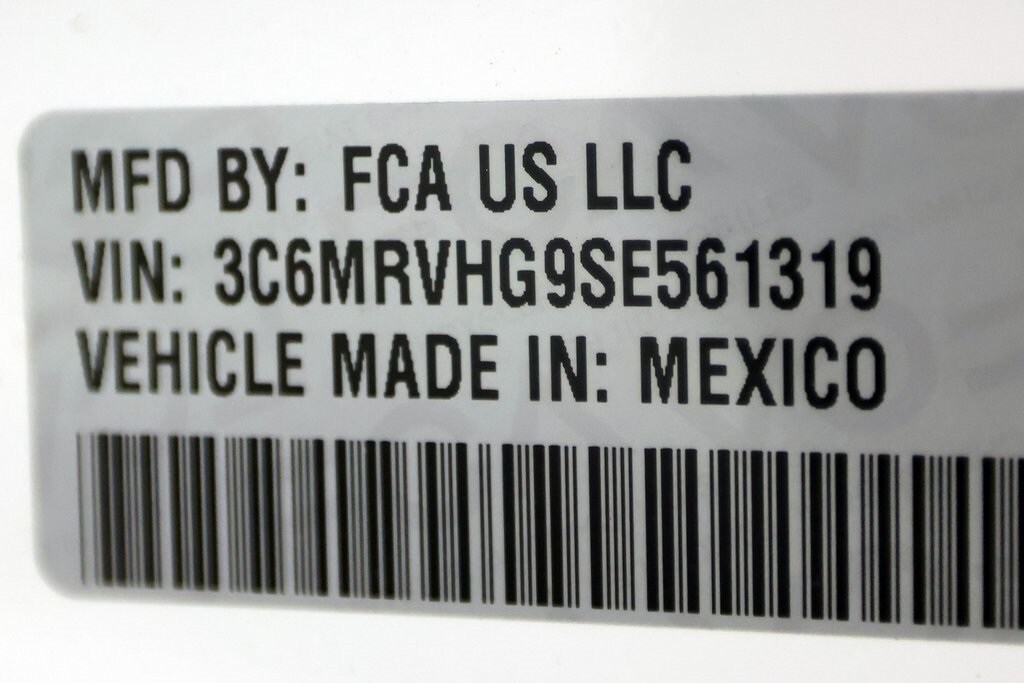 MFD BY: FCA US LLC
VIN: 3C6MRVHG9SE561319
VEHICLE MADE IN: MEXICO